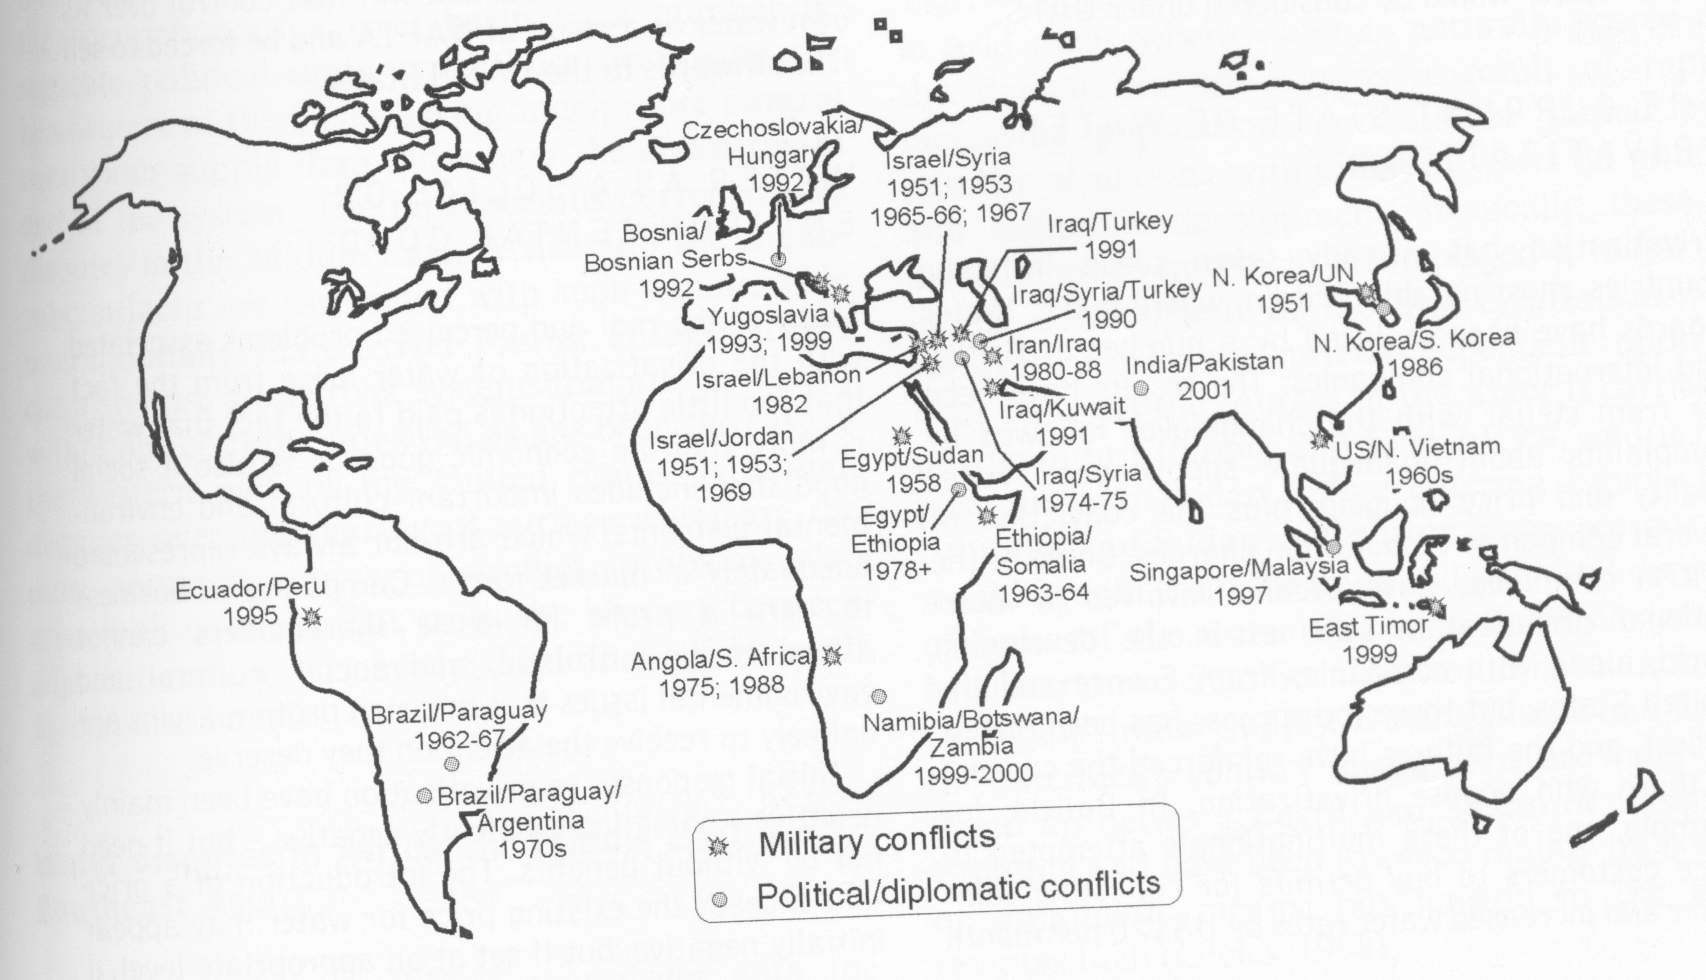 Czechoslovakia/
Hungary
1992
Israel/Syria
1951; 1953
1965-66; 1967
Bosnia/
Bosnian Serbs
1992
Iraq/Turkey
1991
Iraq/Syria/Turkey
1990
N. Korea/UN
1951
Yugoslavia
1993; 1999
Iran/Iraq
1980-88
N. Korea/S. Korea
1986
Israel/Lebanon
1982
India/Pakistan
2001
Iraq/Kuwait
1991
Israel/Jordan
1951; 1953;
1969
Egypt/Sudan
1958
US/N. Vietnam
1960s
Iraq/Syria
1974-75
Egypt/
Ethiopia
1978+
Ethiopia/
Somalia
1963-64
Singapore/Malaysia
1997
Ecuador/Peru
1995
East Timor
1999
Angola/S. Africa
1975; 1988
Brazil/Paraguay
1962-67
Namibia/Botswana/
Zambia
1999-2000
Brazil/Paraguay/
Argentina
1970s
Military conflicts
Political/diplomatic conflicts